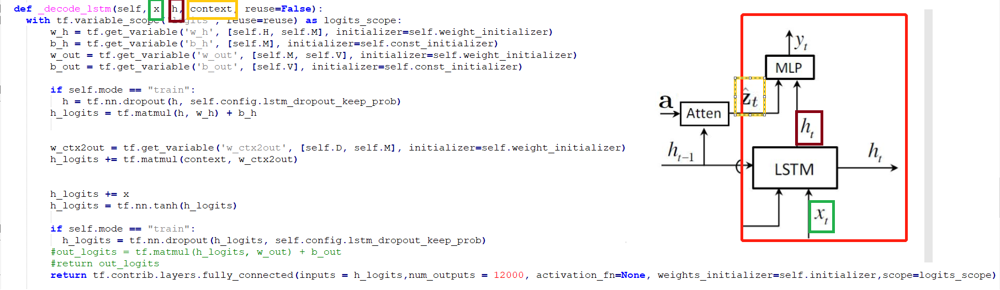 def _decode_lstm(self, x, h, context, reuse=False):
with tf.variable_scope('logits', reuse=reuse) as logits_scope:
w_h = tf.get_variable('w_h', [self.H, self.M], initializer=self.weight_initializer)
b_h = tf.get_variable('b_h', [self.M], initializer=self.const_initializer)
w_out = tf.get_variable('w_out', [self.M, self.V], initializer=self.weight_initializer)
b_out = tf.get_variable('b_out', [self.V], initializer=self.const_initializer)
if self.mode == "train":
h = tf.nn.dropout(h, self.config.lstm_dropout_keep_prob)
h_logits = tf.matmul(h, w_h) + b_h
w_ctx2out = tf.get_variable('w_ctx2out', [self.D, self.M], initializer=self.weight_initializer)
h_logits += tf.matmul(context, w_ctx2out)
h_logits += x
h_logits = tf.nn.tanh(h_logits)
if self.mode == "train":
h_logits = tf.nn.dropout(h_logits, self.config.lstm_dropout_keep_prob)
#out_logits = tf.matmul(h_logits, w_out) + b_out
#return out_logits
return tf.contrib.layers.fully_connected(inputs = h_logits,num_outputs = 12000, activation_fn=None, weights_initializer=self.initializer,scope=logits_scope)
y_t
MLP
ẑ_t
a
Atten
h_t
h_{t-1}
LSTM
h_t
x_t